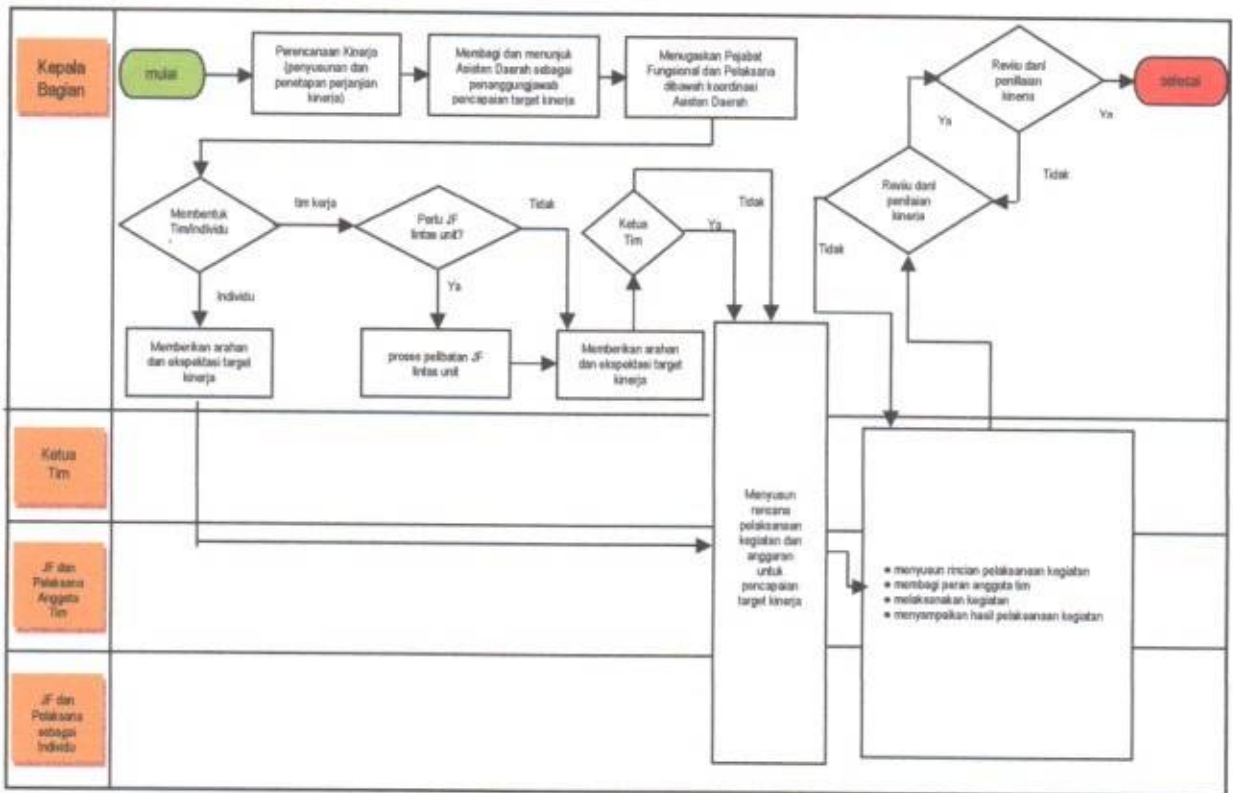 Kepala
Bagian
mulai
Perencanaan Kinerja
(penyusunan dan
penetapan perjanjian
kinerja)
Membagi dan menunjuk
Asisten Daerah sebagai
penanggungjawab
pencapaian target kinerja
Menugaskan Pejabat
Fungsional dan Pelaksana
dibawah koordinasi
Asisten Daerah
Reviu dan
penilaian
kinerja
Ya
selesai
Ya
Tidak
Reviu dan
penilaian
kinerja
Tidak
Membentuk
Tim/Individu
tim kerja
Perlu JF
lintas unit?
Tidak
Ketua
Tim
Tidak
Ya
Individu
Ya
Memberikan arahan
dan ekspektasi target
kinerja
proses pelibatan JF
lintas unit
Memberikan arahan
dan ekspektasi target
kinerja
Ketua
Tim
Menyusun
rencana
pelaksanaan
kegiatan dan
anggaran
untuk
pencapaian
target kinerja
JF dan
Pelaksana
Anggota
Tim
• menyusun rincian pelaksanaan kegiatan
• membagi peran anggota tim
• melaksanakan kegiatan
• menyampaikan hasil pelaksanaan kegiatan
JF dan
Pelaksana
sebagai
Individu